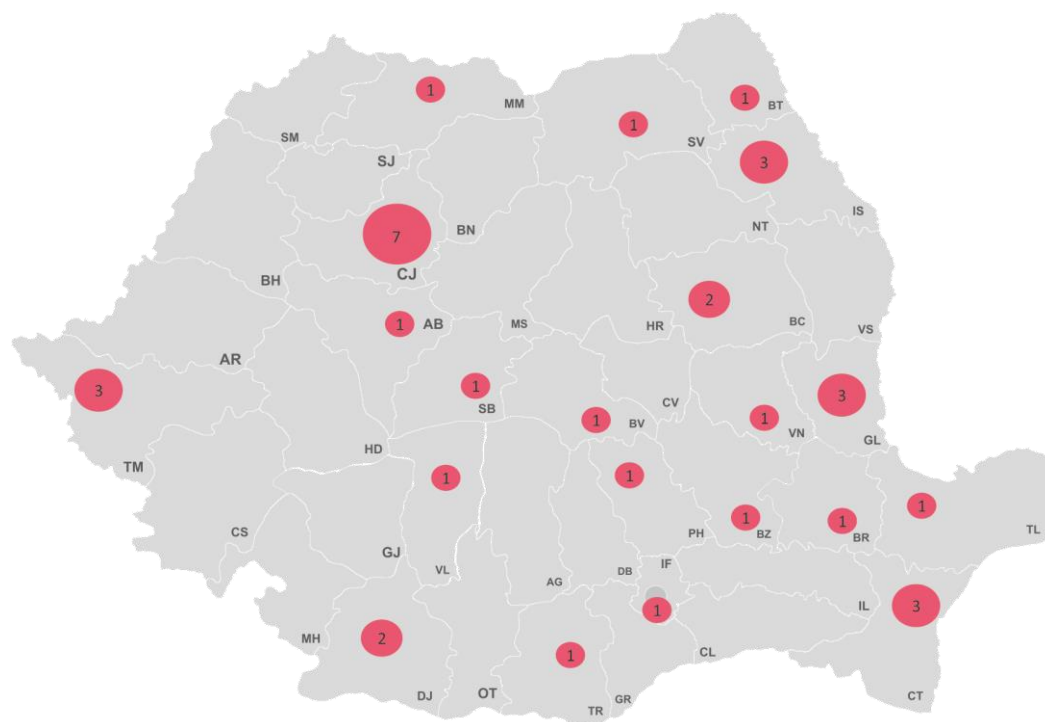 1
1
MM
BT
1
SM
SV
SJ
3
IS
NT
BN
7
CJ
BH
2
1
AB
MS
HR
BC
VS
AR
3
1
SB
3
CV
1
BV
1
VN
GL
HD
TM
1
1
1
TL
CS
1
1
PH
BZ
BR
GJ
VL
AG
DB
IF
1
3
IL
MH
2
CL
1
DJ
OT
TR
GR
CT